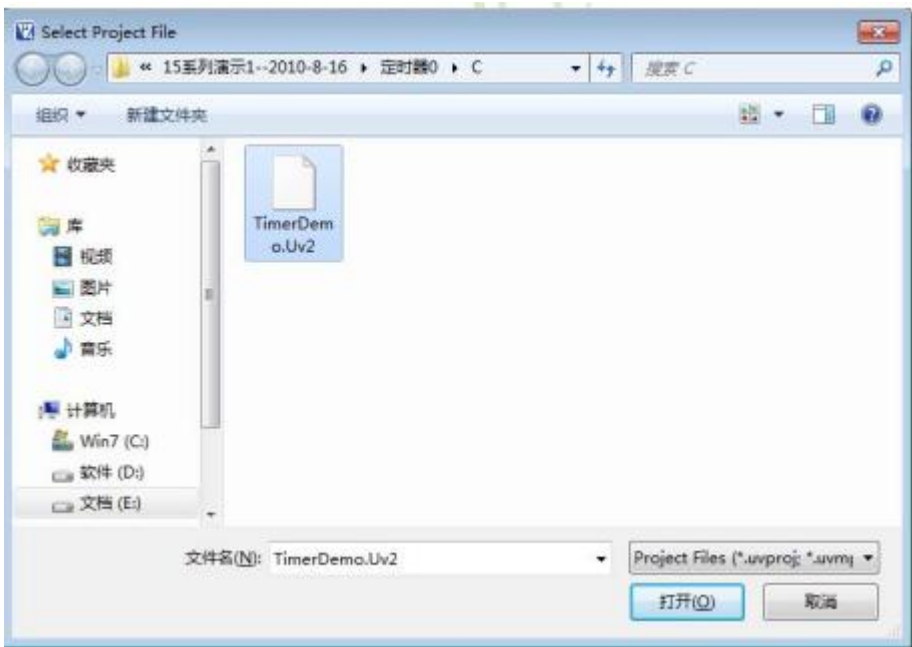 Select Project File
« 15系列演示1--2010-8-16 ▸ 定时器0 ▸ C
搜索 C
组织
新建文件夹
收藏夹
库
视频
图片
文档
音乐
计算机
Win7 (C:)
软件 (D:)
文档 (E:)
TimerDem
o.Uv2
文件名(N): TimerDemo.Uv2
Project Files (*.uvproj; *.uvm
打开(O)
取消